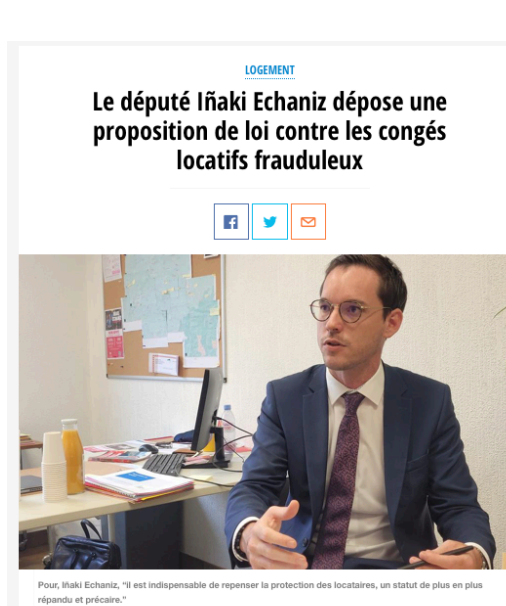 LOGEMENT
Le député Iñaki Echaniz dépose une
proposition de loi contre les congés
locatifs frauduleux
Pour, Iñaki Echaniz, "il est indispensable de repenser la protection des locataires, un statut de plus en plus
répandu et précaire."